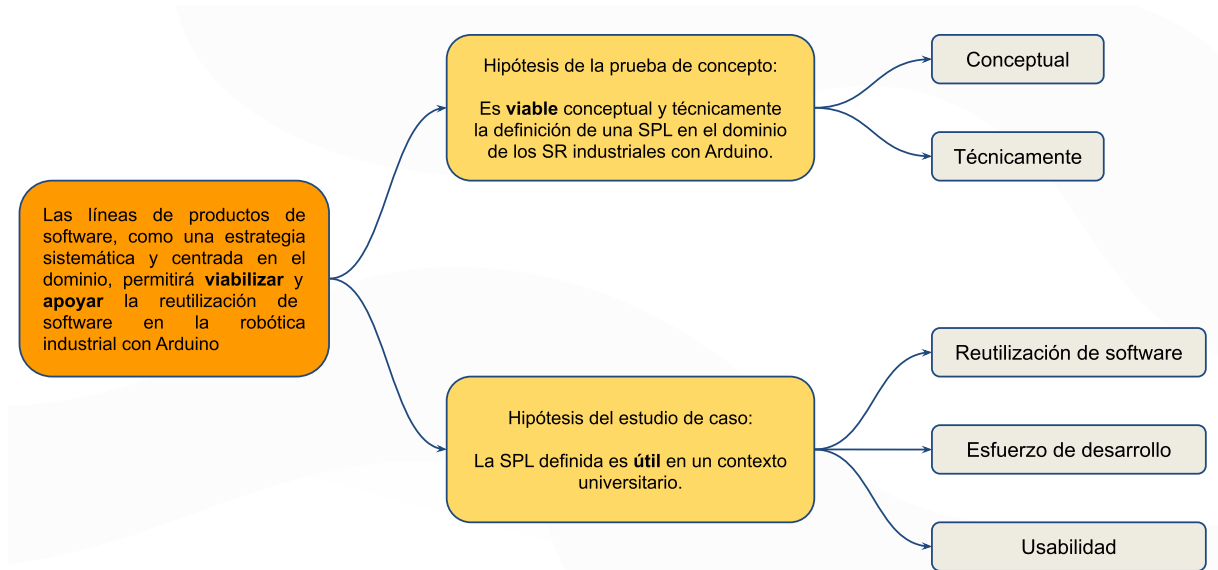 Las líneas de productos de
software, como una estrategia
sistemática y centrada en el
dominio, permitirá viabilizar y
apoyar la reutilización de
software en la robótica
industrial con Arduino
Hipótesis de la prueba de concepto:
Es viable conceptual y técnicamente
la definición de una SPL en el dominio
de los SR industriales con Arduino.
Conceptual
Técnicamente
Hipótesis del estudio de caso:
La SPL definida es útil en un contexto
universitario.
Reutilización de software
Esfuerzo de desarrollo
Usabilidad